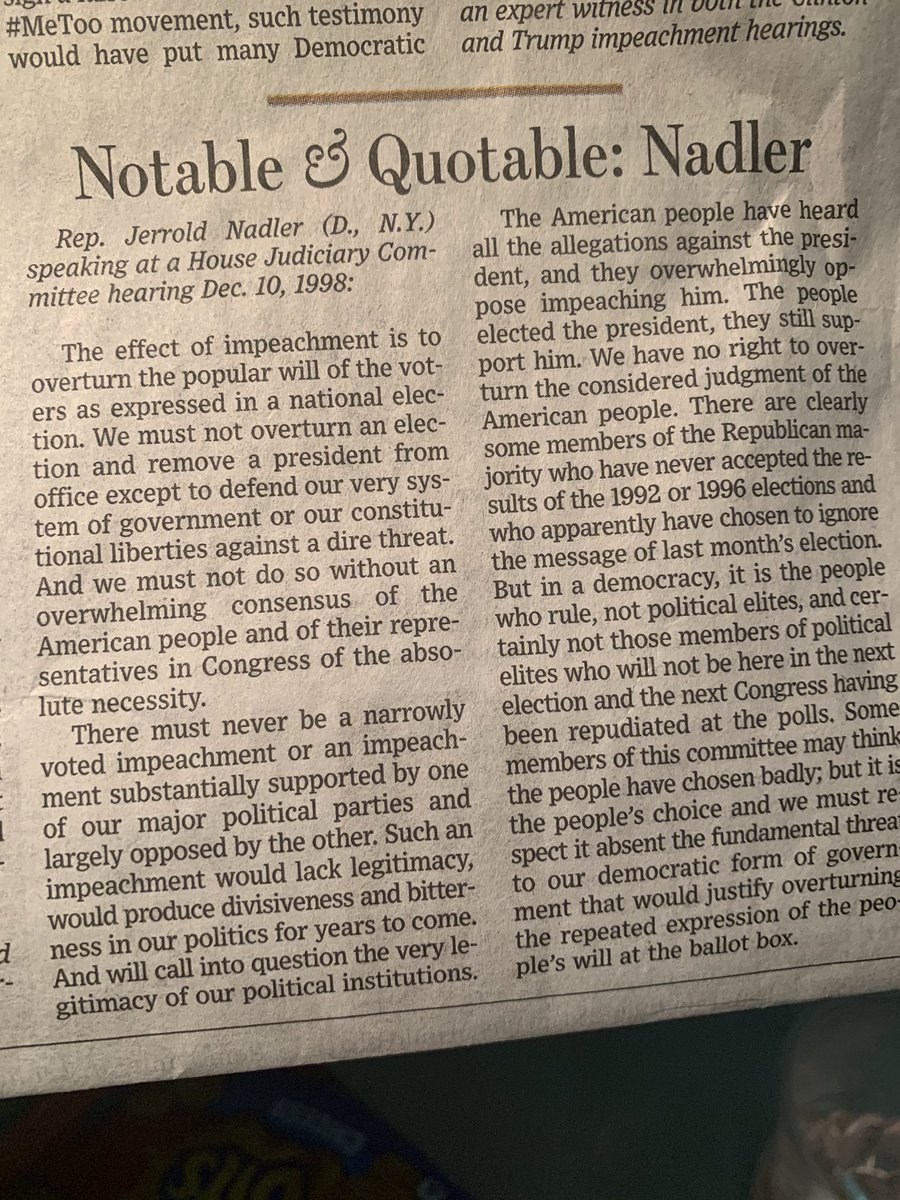 #MeToo movement, such testimony
would have put many Democratic
an expert witness in both the Clinton
and Trump impeachment hearings.
Notable & Quotable: Nadler
Rep. Jerrold Nadler (D., N.Y.)
speaking at a House Judiciary Com-
mittee hearing Dec. 10, 1998:
The effect of impeachment is to
overturn the popular will of the vot-
ers as expressed in a national elec-
tion. We must not overturn an elec-
tion and remove a president from
office except to defend our very sys-
tem of government or our constitu-
tional liberties against a dire threat.
And we must not do so without an
overwhelming consensus of the
American people and of their repre-
sentatives in Congress of the abso-
lute necessity.
There must never be a narrowly
voted impeachment or an impeach-
ment substantially supported by one
of our major political parties and
largely opposed by the other. Such an
impeachment would lack legitimacy,
would produce divisiveness and bitter-
ness in our politics for years to come.
And will call into question the very le-
gitimacy of our political institutions.
The American people have heard
all the allegations against the presi-
dent, and they overwhelmingly op-
pose impeaching him. The people
elected the president, they still sup-
port him. We have no right to over-
turn the considered judgment of the
American people. There are clearly
some members of the Republican ma-
jority who have never accepted the re-
sults of the 1992 or 1996 elections and
who apparently have chosen to ignore
the message of last month's election.
But in a democracy, it is the people
who rule, not political elites, and cer-
tainly not those members of political
elites who will not be here in the next
election and the next Congress having
been repudiated at the polls. Some
members of this committee may think
the people have chosen badly; but it is
the people's choice and we must re-
spect it absent the fundamental threat
to our democratic form of govern-
ment that would justify overturning
the repeated expression of the peo-
ple's will at the ballot box.